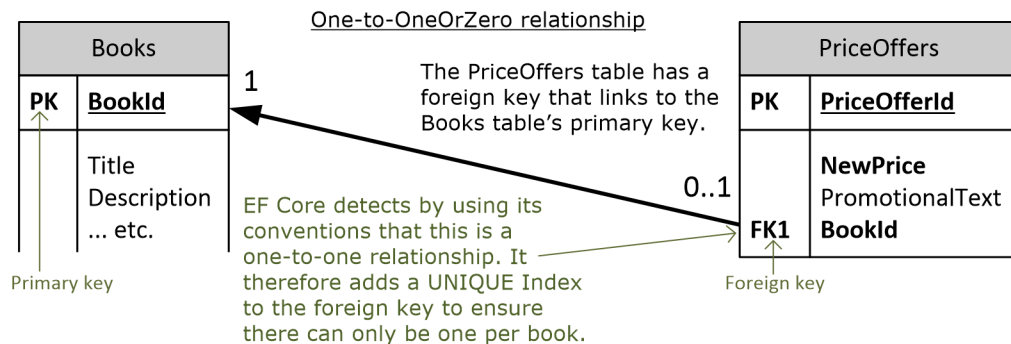 One-to-OneOrZero relationship
Books
PK BookId
Title
Description
... etc.
Primary key
1
The PriceOffers table has a
foreign key that links to the
Books table’s primary key.
0..1
EF Core detects by using its
conventions that this is a
one-to-one relationship. It
therefore adds a UNIQUE Index
to the foreign key to ensure
there can only be one per book.
PriceOffers
PK PriceOfferId
NewPrice
PromotionalText
FK1 BookId
Foreign key